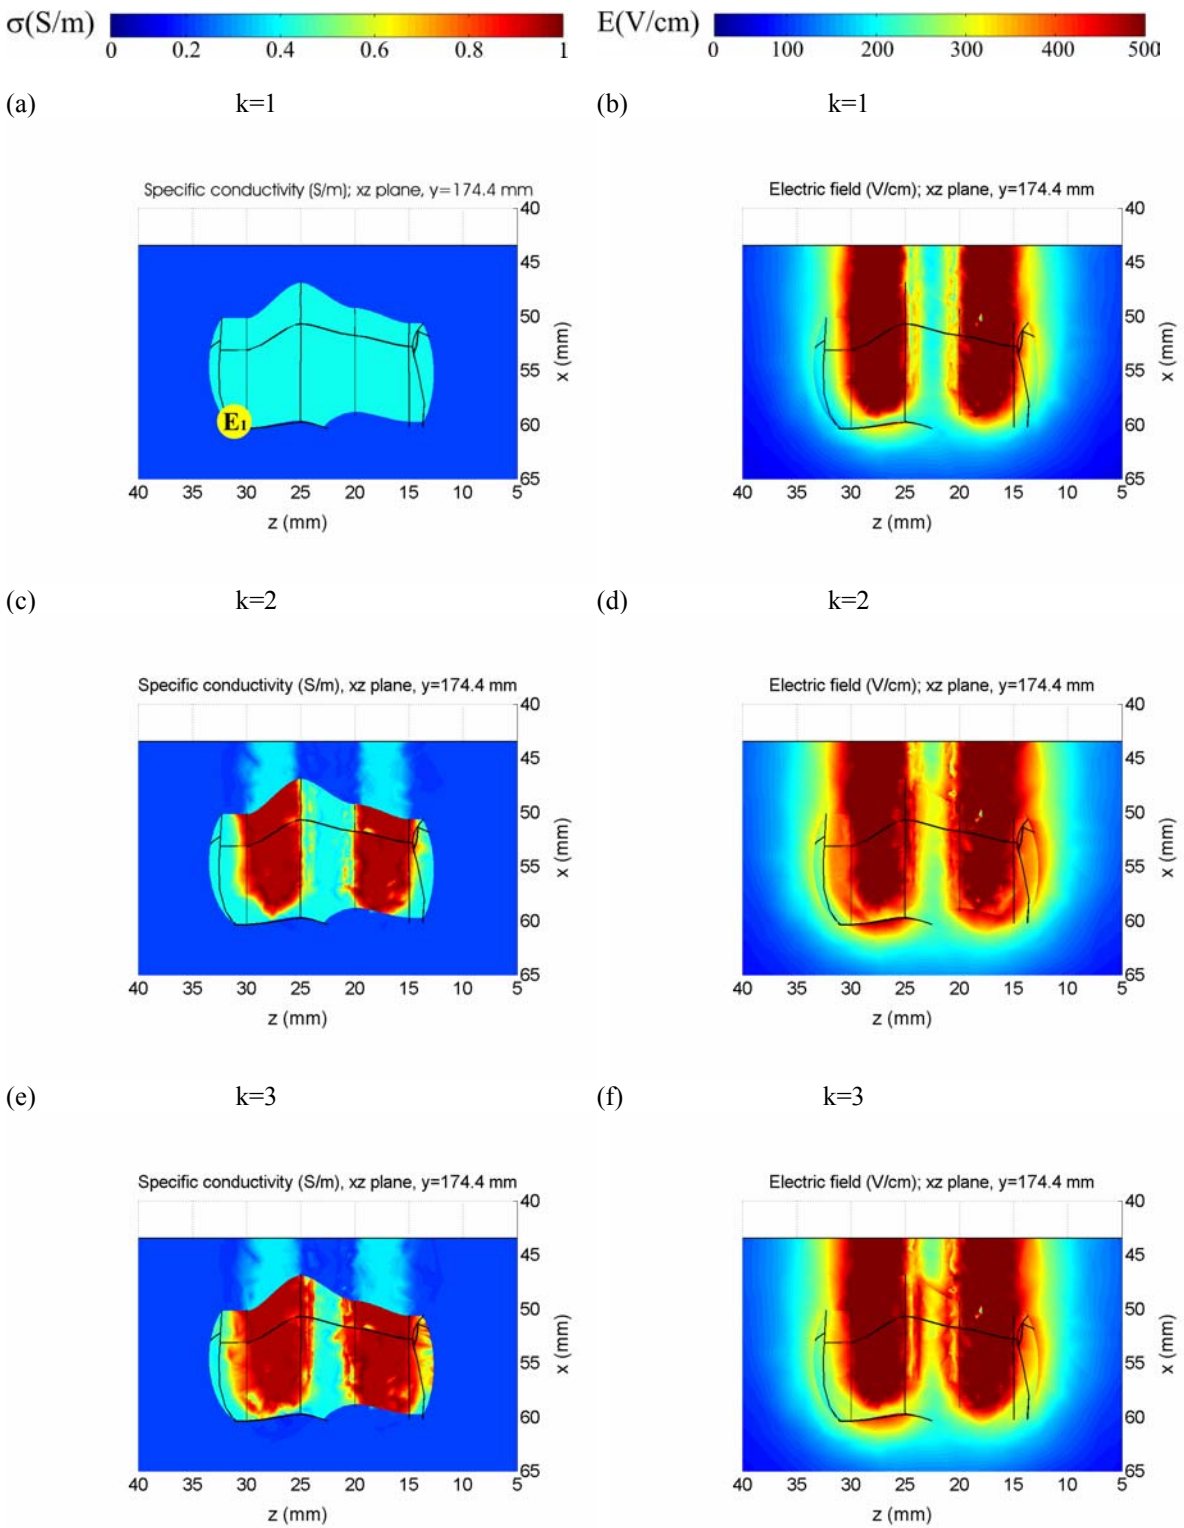 σ(S/m) 0 0.2 0.4 0.6 0.8 1 E(V/cm) 0 100 200 300 400 500
(a) k=1 (b) k=1
Specific conductivity (S/m); xz plane, y=174.4 mm
40
45
50
55
60
65
x (mm)
E1
40 35 30 25 20 15 10 5
z (mm)
Electric field (V/cm); xz plane, y=174.4 mm
40
45
50
55
60
65
x (mm)
40 35 30 25 20 15 10 5
z (mm)
(c) k=2 (d) k=2
Specific conductivity (S/m), xz plane, y=174.4 mm
40
45
50
55
60
65
x (mm)
40 35 30 25 20 15 10 5
z (mm)
Electric field (V/cm); xz plane, y=174.4 mm
40
45
50
55
60
65
x (mm)
40 35 30 25 20 15 10 5
z (mm)
(e) k=3 (f) k=3
Specific conductivity (S/m), xz plane, y=174.4 mm
40
45
50
55
60
65
x (mm)
40 35 30 25 20 15 10 5
z (mm)
Electric field (V/cm); xz plane, y=174.4 mm
40
45
50
55
60
65
x (mm)
40 35 30 25 20 15 10 5
z (mm)